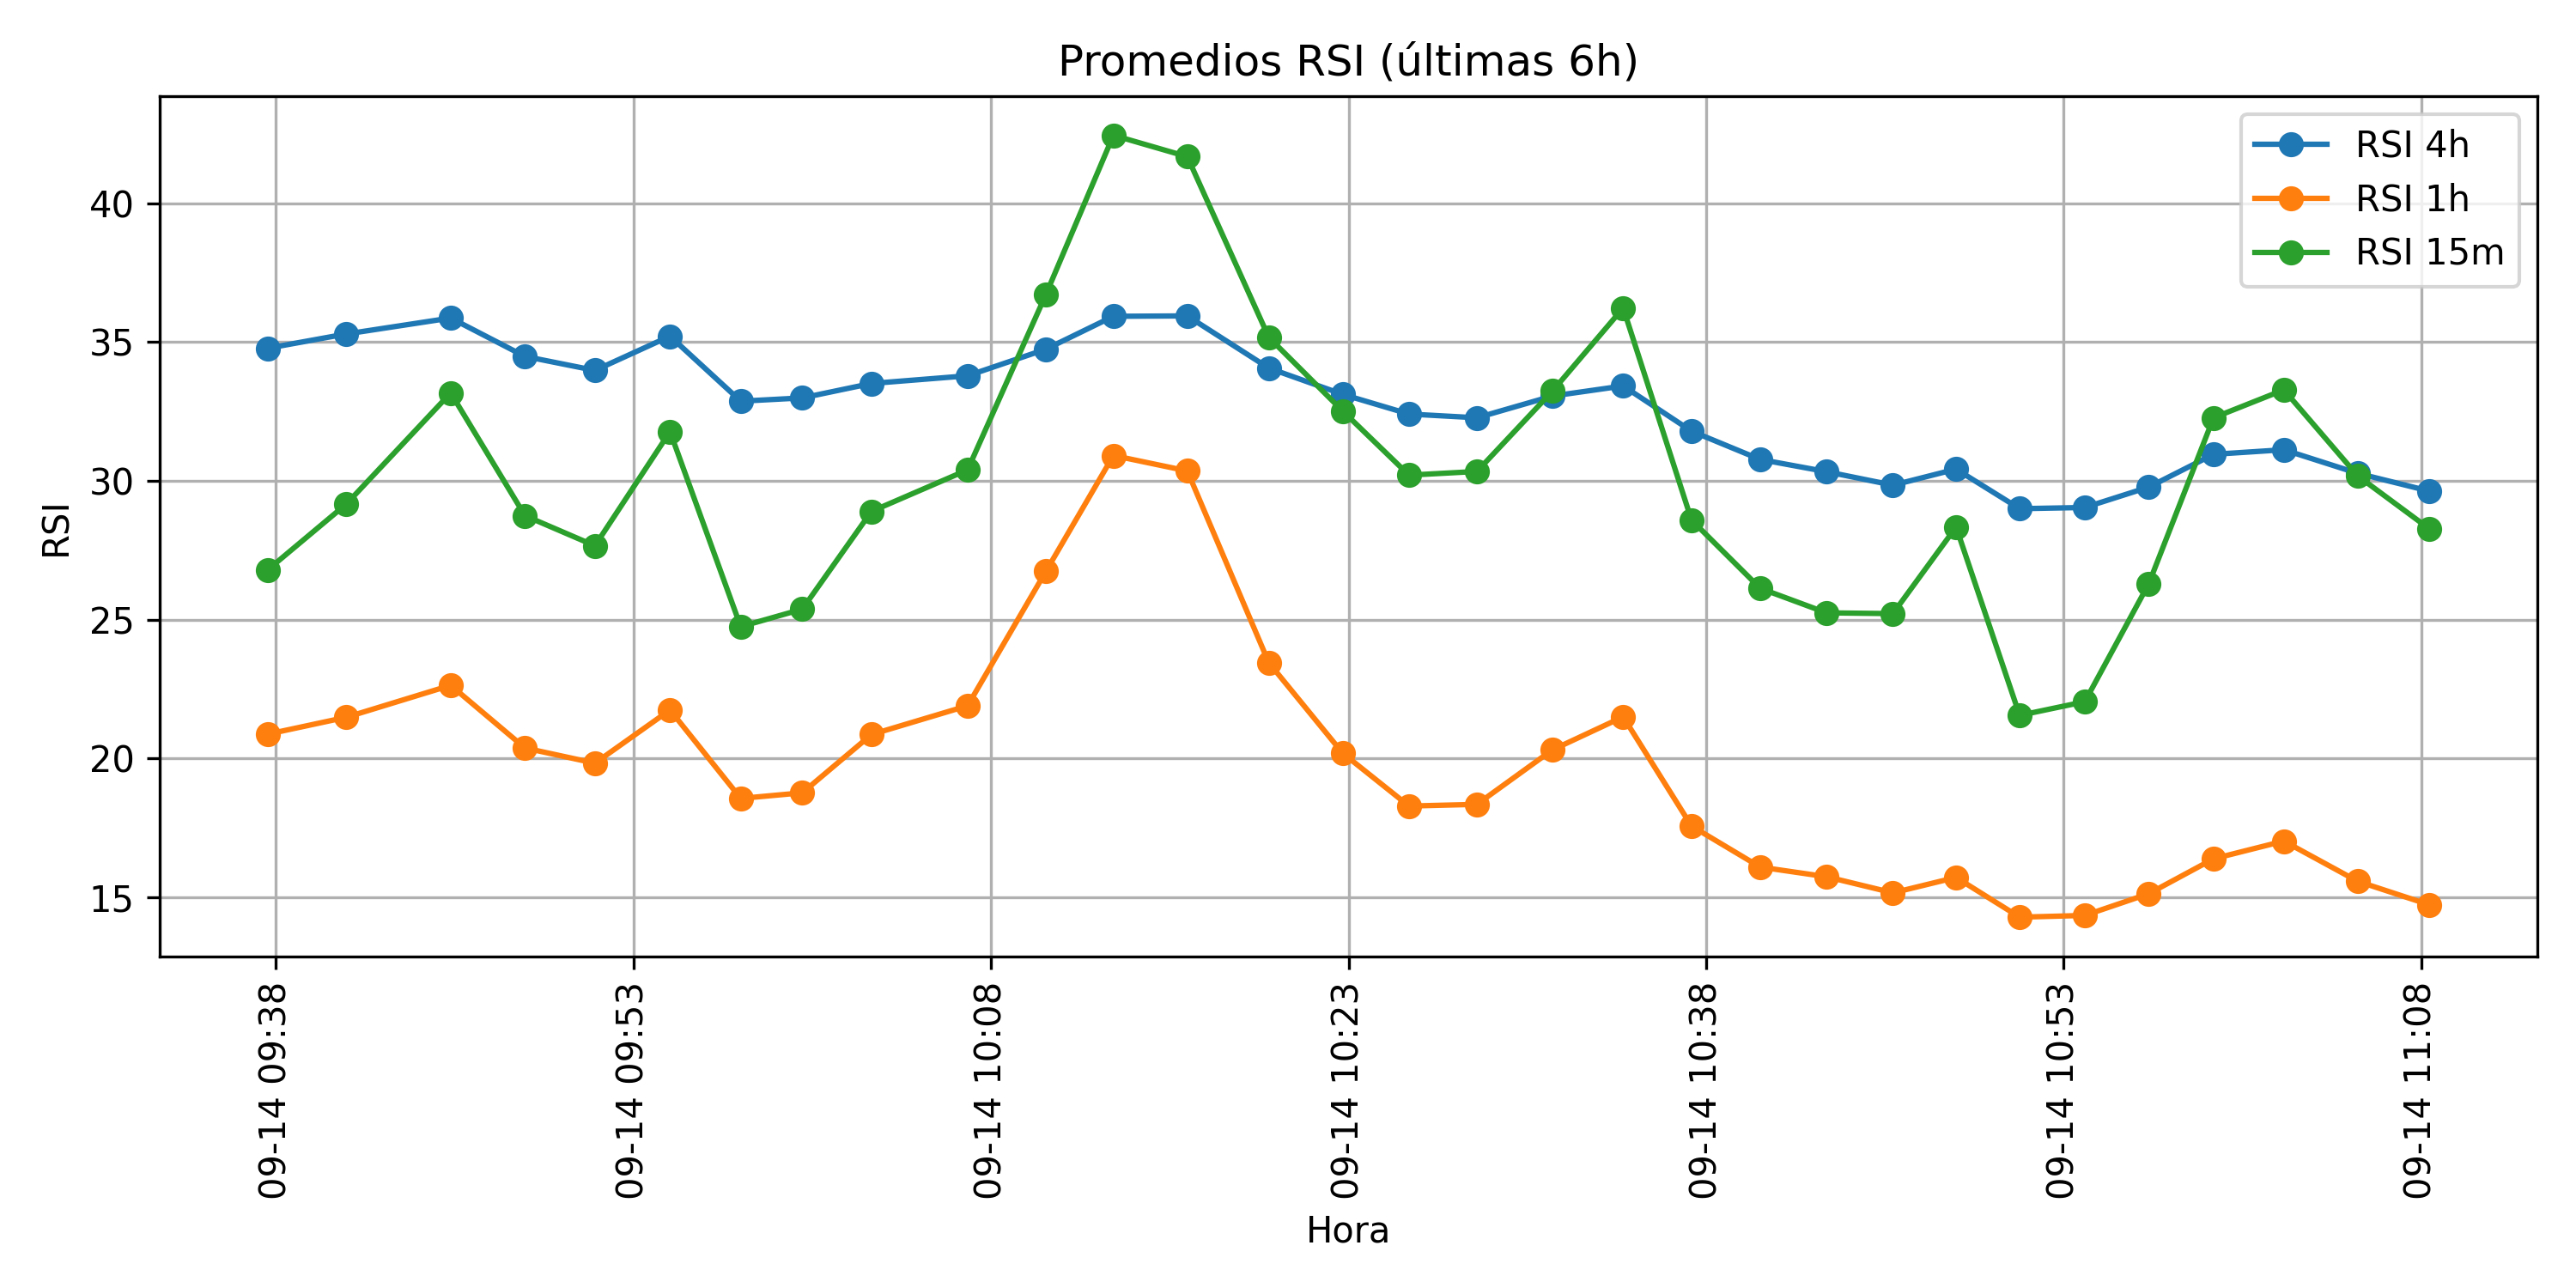 Promedios RSI (últimas 6h)
RSI 4h
RSI 1h
RSI 15m
RSI
40
35
30
25
20
15
09-14 09:38
09-14 09:53
09-14 10:08
09-14 10:23
09-14 10:38
09-14 10:53
09-14 11:08
Hora